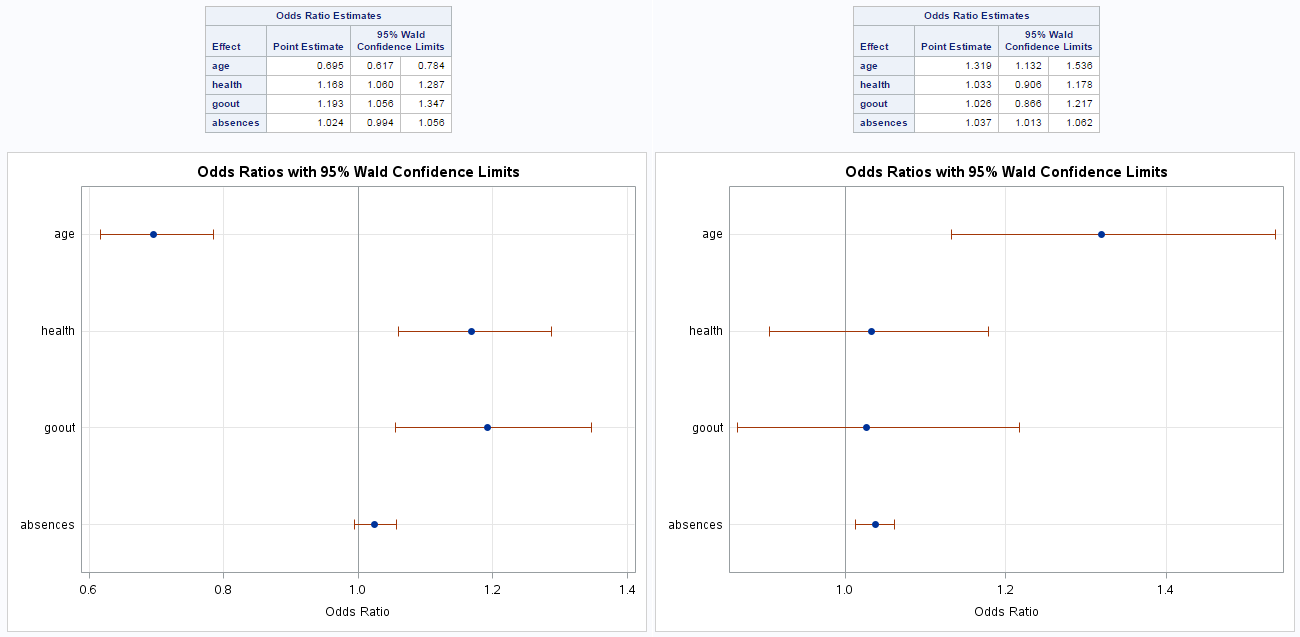 Odds Ratio Estimates
Effect Point Estimate 95% Wald Confidence Limits
age 0.695 0.617 0.784
health 1.168 1.060 1.287
goout 1.193 1.056 1.347
absences 1.024 0.994 1.056
Odds Ratios with 95% Wald Confidence Limits
age
health
goout
absences
0.6 0.8 1.0 1.2 1.4
Odds Ratio
Odds Ratio Estimates
Effect Point Estimate 95% Wald Confidence Limits
age 1.319 1.132 1.536
health 1.033 0.906 1.178
goout 1.026 0.866 1.217
absences 1.037 1.013 1.062
Odds Ratios with 95% Wald Confidence Limits
age
health
goout
absences
1.0 1.2 1.4
Odds Ratio